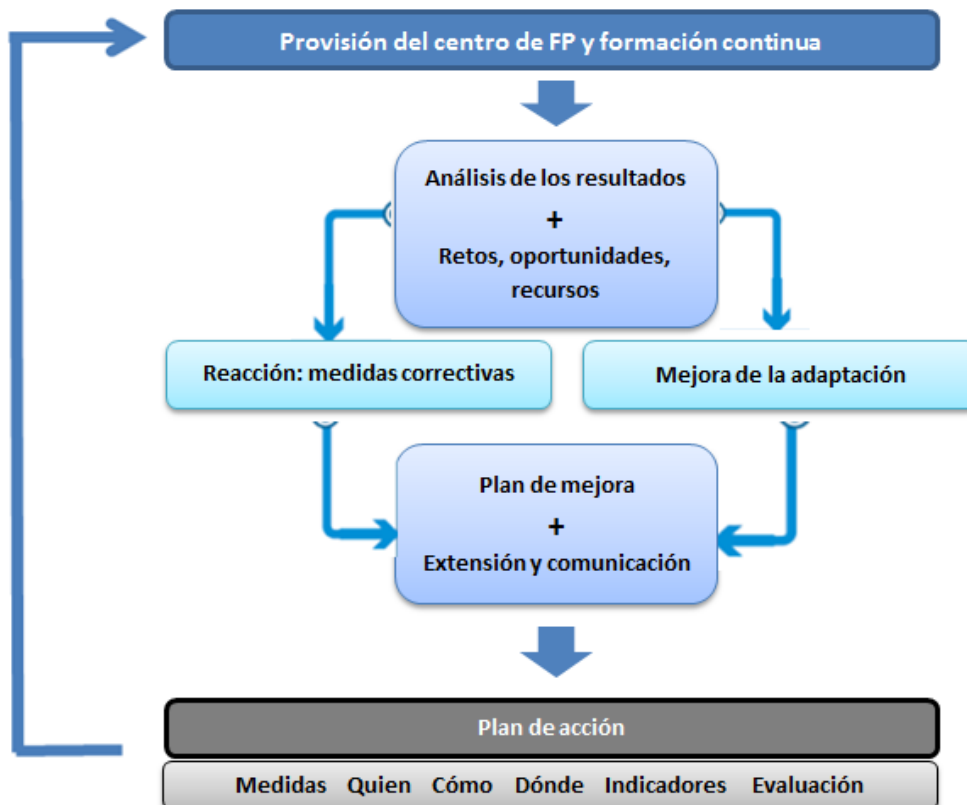 Provisión del centro de FP y formación continua
Análisis de los resultados
+
Retos, oportunidades,
recursos
Reacción: medidas correctivas
Mejora de la adaptación
Plan de mejora
+
Extensión y comunicación
Plan de acción
Medidas Quien Cómo Dónde Indicadores Evaluación